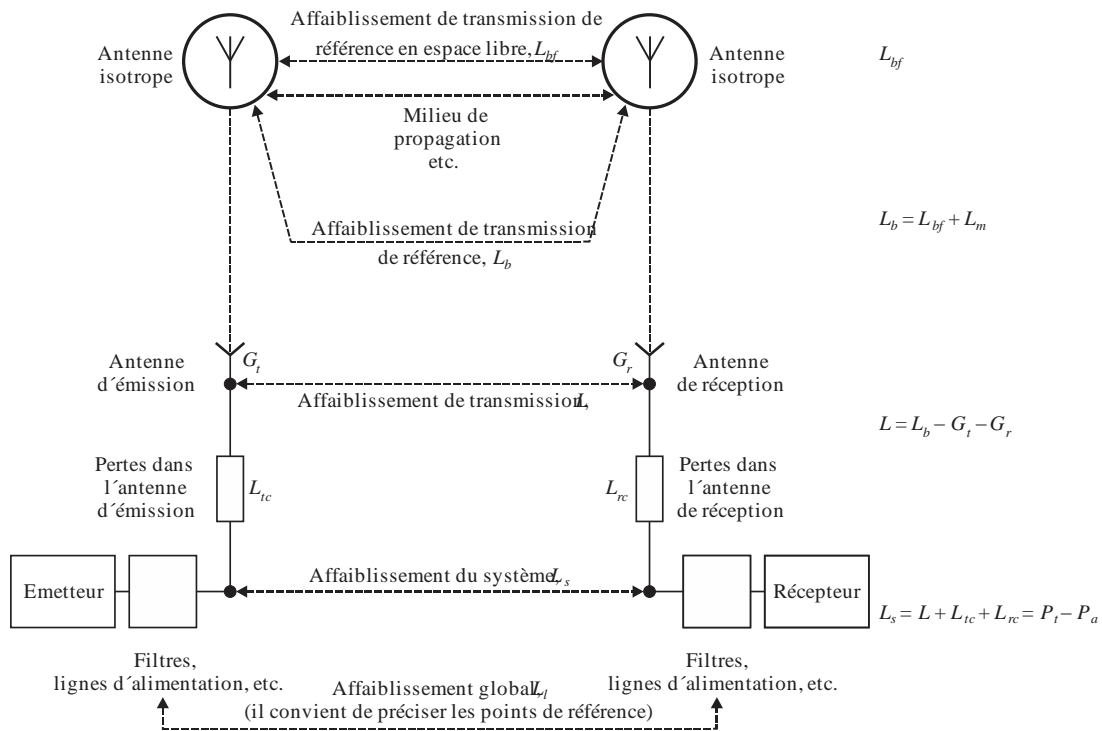 Affaiblissement de transmission de
référence en espace libre, L_bf
Antenne
isotrope
Antenne
isotrope
L_bf
Milieu de
propagation
etc.
Affaiblissement de transmission
de référence, L_b
L_b = L_bf + L_m
Antenne
d´émission
G_t
G_r
Antenne
de réception
Affaiblissement de transmission, L
L = L_b – G_t – G_r
Pertes dans
l´antenne
d´émission
L_tc
L_rc
Pertes dans
l´antenne
de réception
Emetteur
Affaiblissement du système, L_s
Récepteur
L_s = L + L_tc + L_rc = P_t – P_a
Filtres,
lignes d´alimentation, etc.
Filtres,
lignes d´alimentation, etc.
Affaiblissement global, L_l
(il convient de préciser les points de référence)